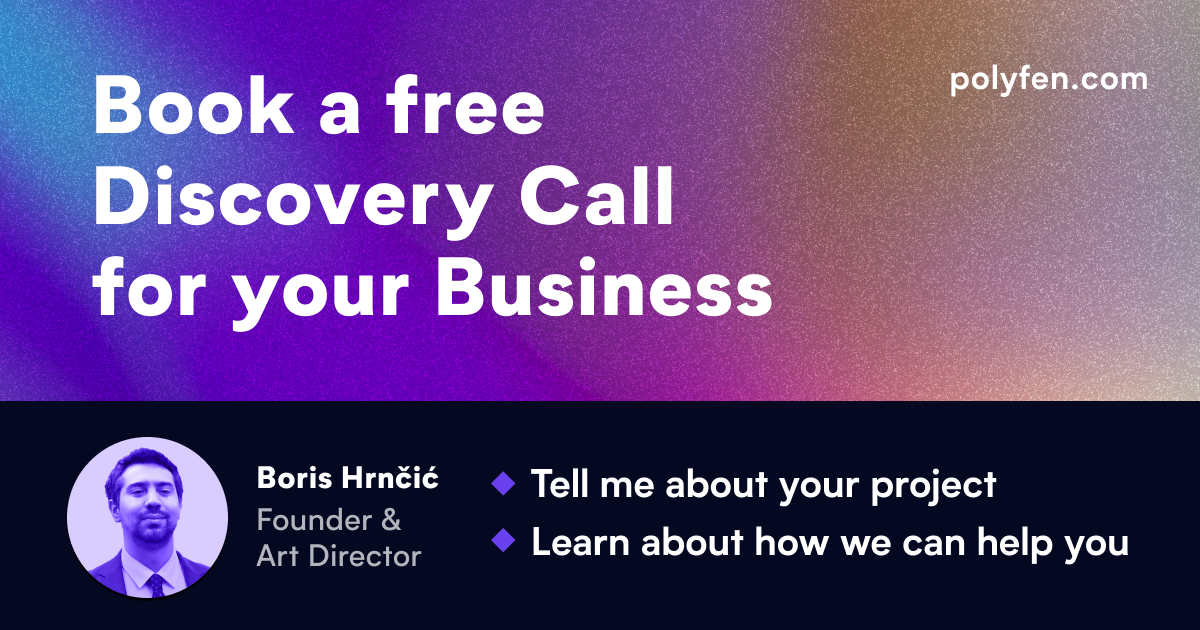 Book a free
Discovery Call
for your Business
polyfen.com
Boris Hrnčić
Founder &
Art Director
Tell me about your project
Learn about how we can help you